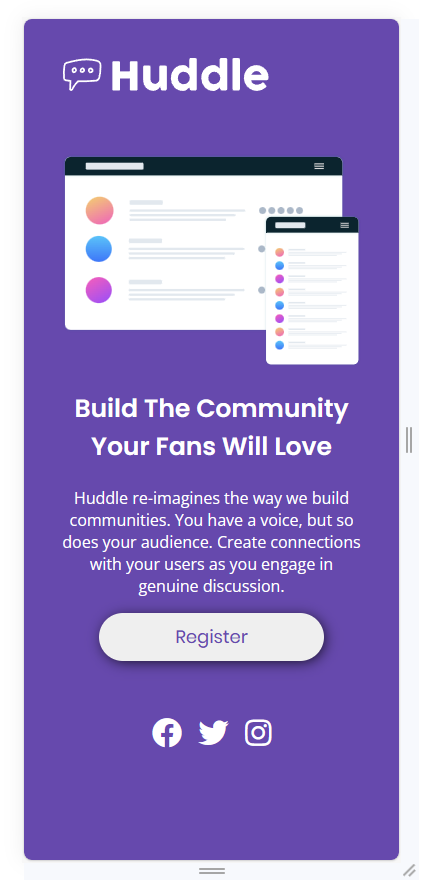 Huddle
Build The Community
Your Fans Will Love
Huddle re-imagines the way we build
communities. You have a voice, but so
does your audience. Create connections
with your users as you engage in
genuine discussion.
Register